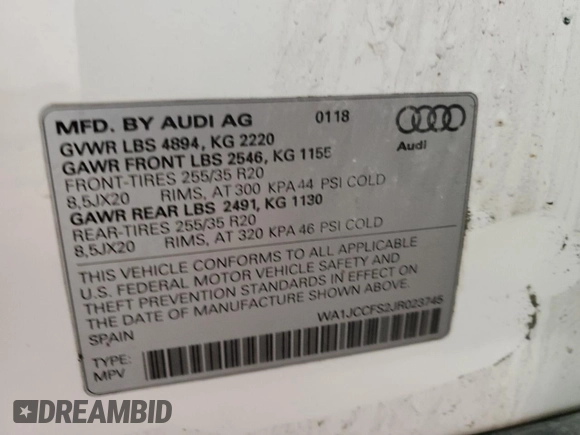 MFD. BY AUDI AG 0118
Audi
GVWR LBS 4894, KG 2220
GAWR FRONT LBS 2546, KG 1155
FRONT-TIRES 255/35 R20
8,5JX20 RIMS, AT 300 KPA 44 PSI COLD
GAWR REAR LBS 2491, KG 1130
REAR-TIRES 255/35 R20
8,5JX20 RIMS, AT 320 KPA 46 PSI COLD
THIS VEHICLE CONFORMS TO ALL APPLICABLE
U.S. FEDERAL MOTOR VEHICLE SAFETY AND
THEFT PREVENTION STANDARDS IN EFFECT ON
THE DATE OF MANUFACTURE SHOWN ABOVE.
SPAIN WA1JCCFS2JR023745
TYPE:
MPV
DREAMBID